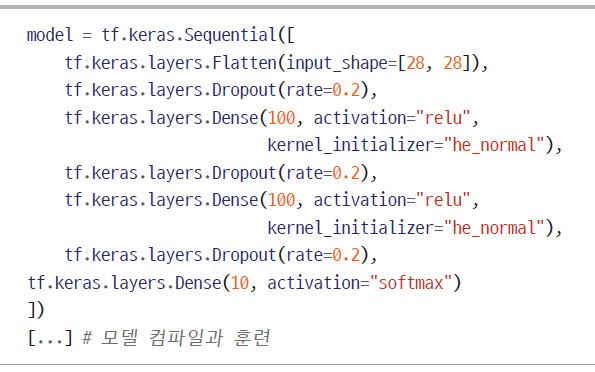 model = tf.keras.Sequential([
    tf.keras.layers.Flatten(input_shape=[28, 28]),
    tf.keras.layers.Dropout(rate=0.2),
    tf.keras.layers.Dense(100, activation="relu",
                          kernel_initializer="he_normal"),
    tf.keras.layers.Dropout(rate=0.2),
    tf.keras.layers.Dense(100, activation="relu",
                          kernel_initializer="he_normal"),
    tf.keras.layers.Dropout(rate=0.2),
tf.keras.layers.Dense(10, activation="softmax")
])
[...] # 모델 컴파일과 훈련